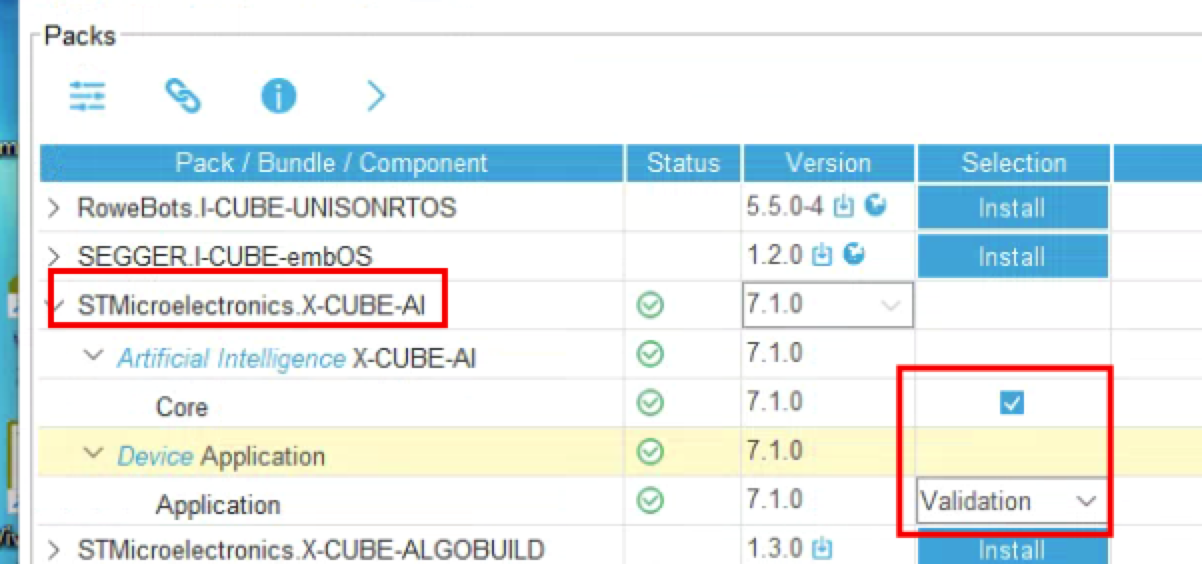 Packs
Pack / Bundle / Component Status Version Selection
RoweBots.I-CUBE-UNISONRTOS 5.5.0-4 Install
SEGGER.I-CUBE-embOS 1.2.0 Install
STMicroelectronics.X-CUBE-AI 7.1.0
Artificial Intelligence X-CUBE-AI 7.1.0
Core 7.1.0
Device Application 7.1.0
Application 7.1.0 Validation
STMicroelectronics.X-CUBE-ALGOBUILD 1.3.0 Install